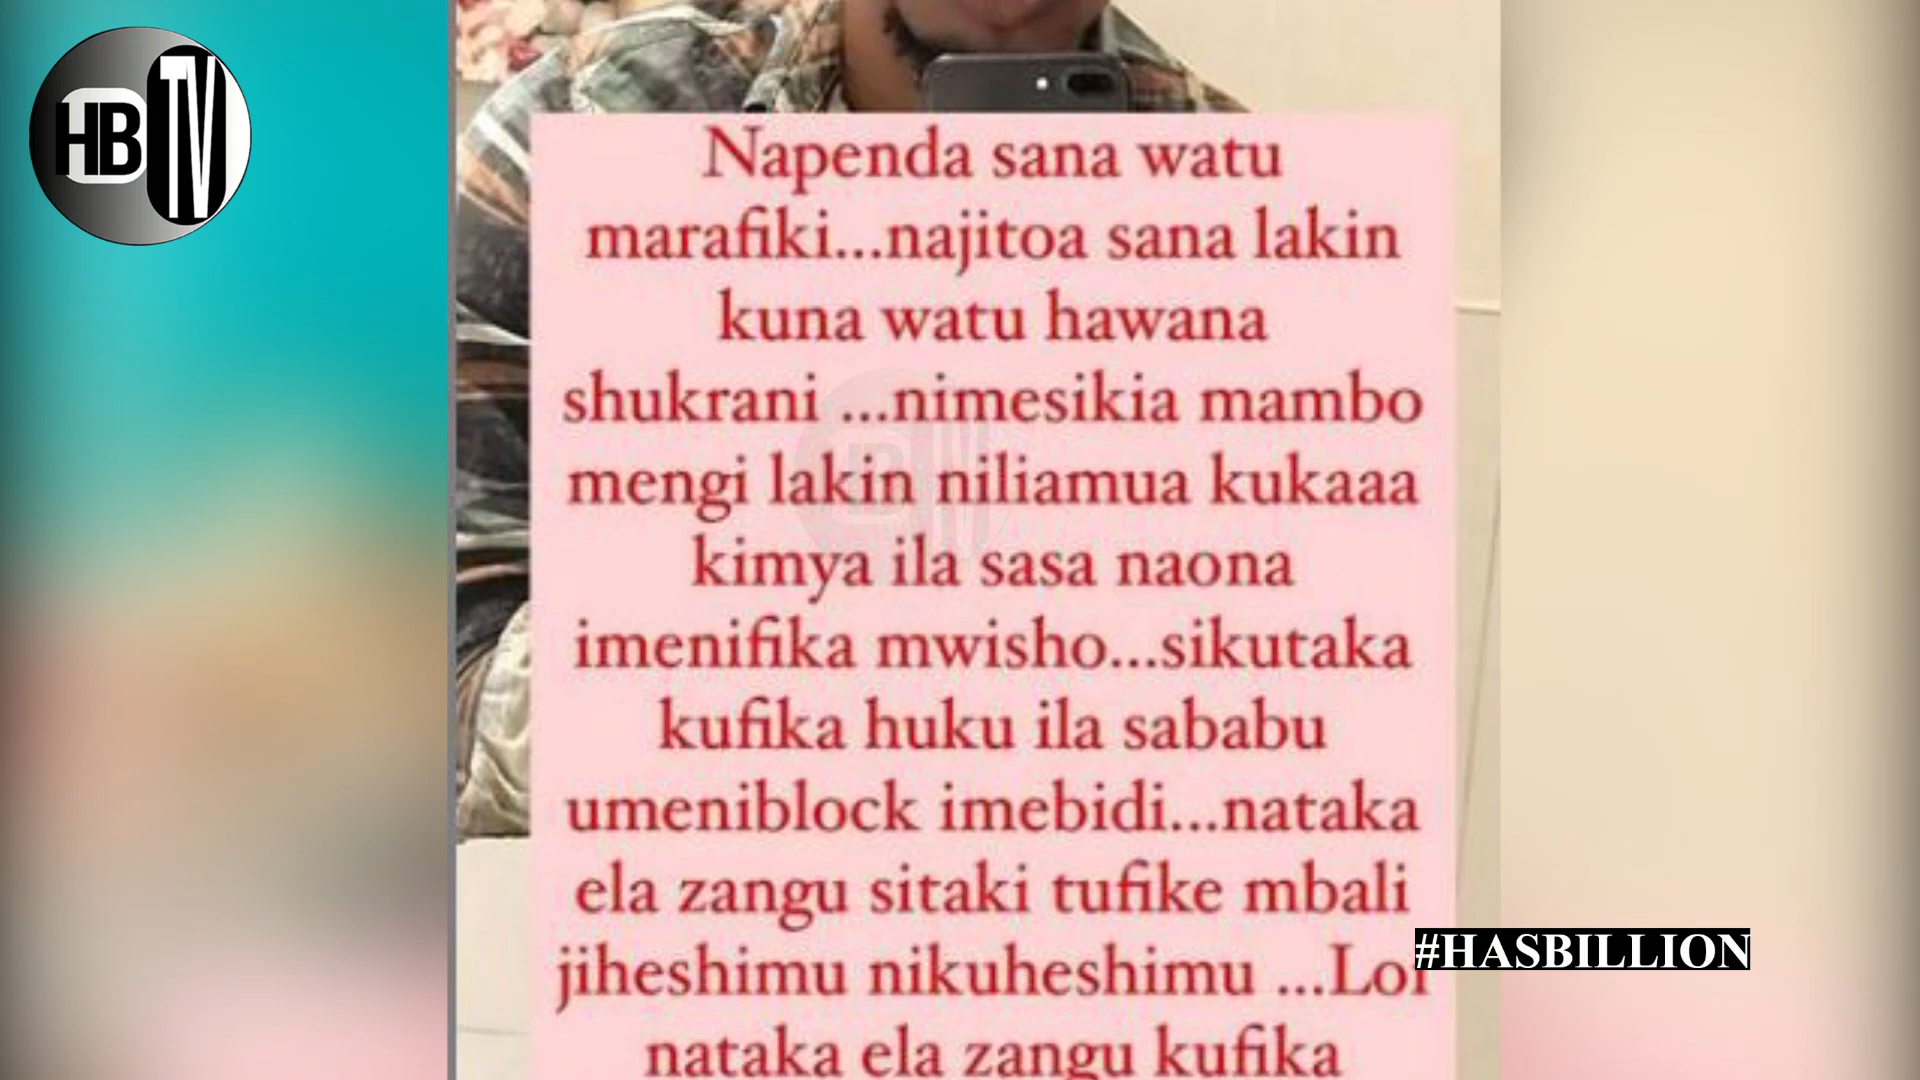 HB TV
Napenda sana watu
marafiki...najitoa sana lakin
kuna watu hawana
shukrani ...nimesikia mambo
mengi lakin niliamua kukaaa
kimya ila sasa naona
imenifika mwisho...sikutaka
kufika huku ila sababu
umeniblock imebidi...nataka
ela zangu sitaki tufike mbali
jiheshimu nikuheshimu ...Lol
#HASBILLION
nataka ela zangu kufika